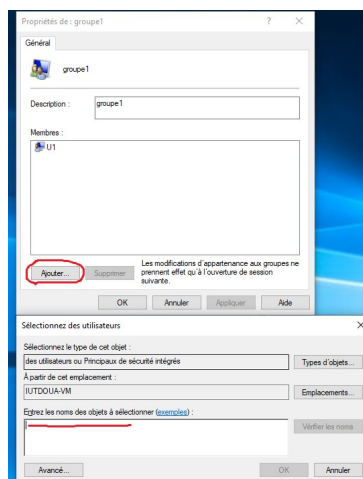 Propriétés de : groupe1
Général
groupe1
Description :
groupe1
Membres :
U1
Ajouter...
Supprimer
Les modifications d'appartenance aux groupes ne
prennent effet qu'à l'ouverture de session
suivante.
OK
Annuler
Appliquer
Aide
Sélectionnez des utilisateurs
Sélectionnez le type de cet objet :
des utilisateurs ou Principaux de sécurité intégrés
Types d'objets...
À partir de cet emplacement :
IUTDOUA-VM
Emplacements...
Entrez les noms des objets à sélectionner (exemples) :
Vérifier les noms
Avancé...
OK
Annuler